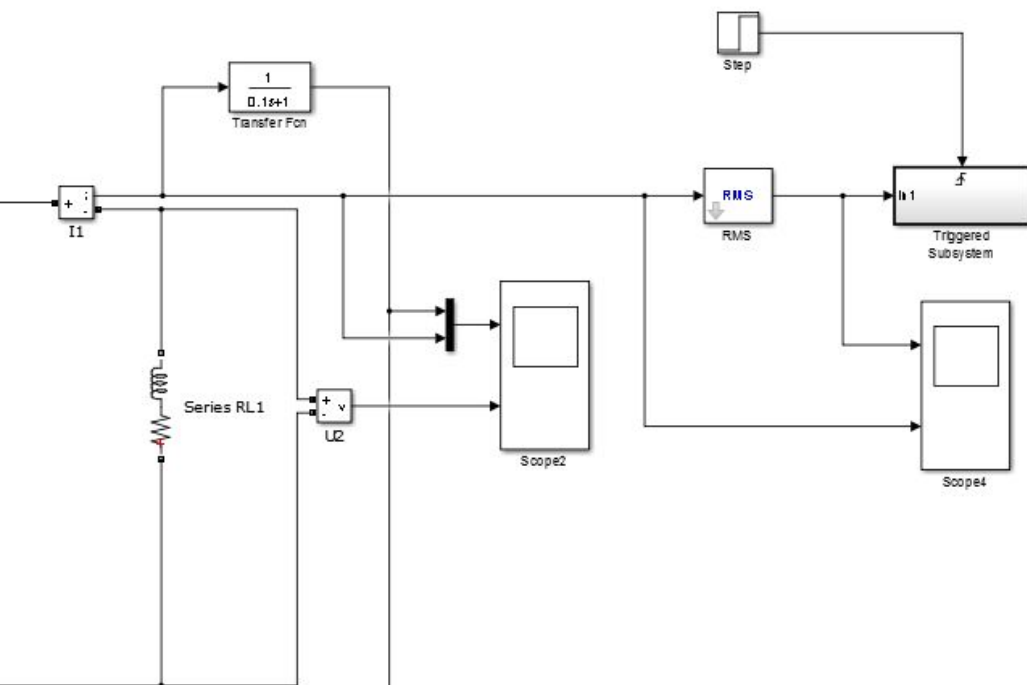 Step
1
0.1s+1
Transfer Fcn
+
i
-
I1
RMS
RMS
In1
Triggered
Subsystem
Series RL1
+
-
v
U2
Scope2
Scope4